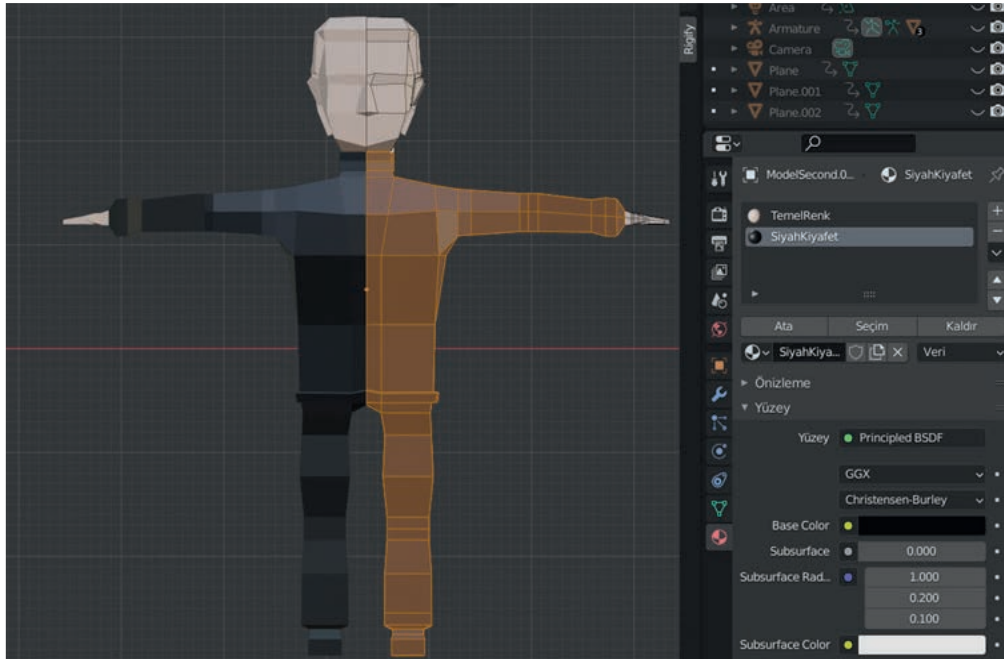 Rigify
Area
Armature
3
Camera
Plane
Plane.001
Plane.002
ModelSecond.0... SiyahKiyafet
TemelRenk
SiyahKiyafet
Ata Seçim Kaldır
SiyahKiya... Veri
Önizleme
Yüzey
Yüzey Principled BSDF
GGX
Christensen-Burley
Base Color
Subsurface 0.000
Subsurface Rad... 1.000
0.200
0.100
Subsurface Color